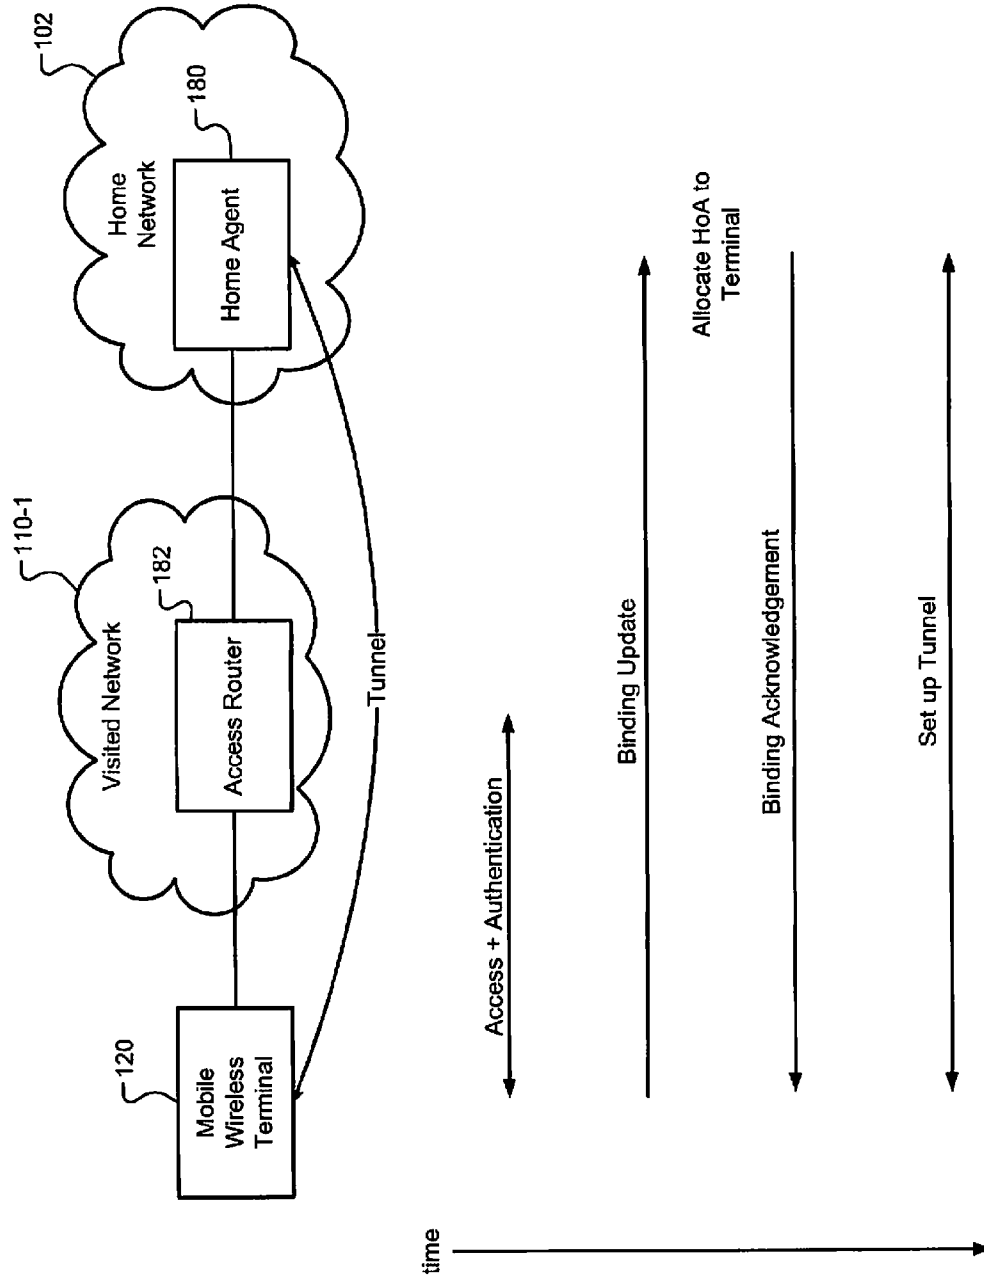 110-1
102
Visited Network
Home
Network
120
182
180
Mobile
Wireless
Terminal
Access Router
Home Agent
Tunnel
time
Access + Authentication
Binding Update
Allocate HoA to
Terminal
Binding Acknowledgement
Set up Tunnel